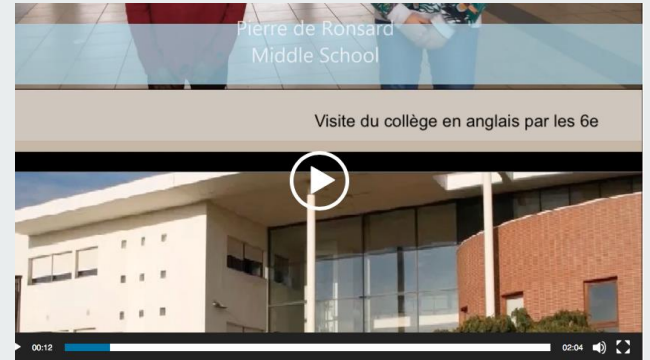 Pierre de Ronsard
Middle School
Visite du collège en anglais par les 6e
00:12
02:04